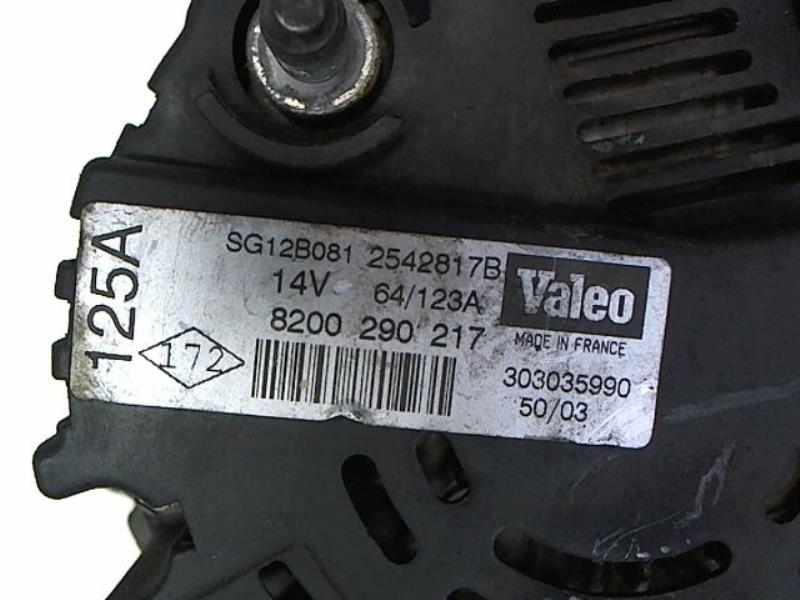 125A
SG12B081 2542817B
14V 64/123A
8200 290 217
172
Valeo
MADE IN FRANCE
303035990
50/03